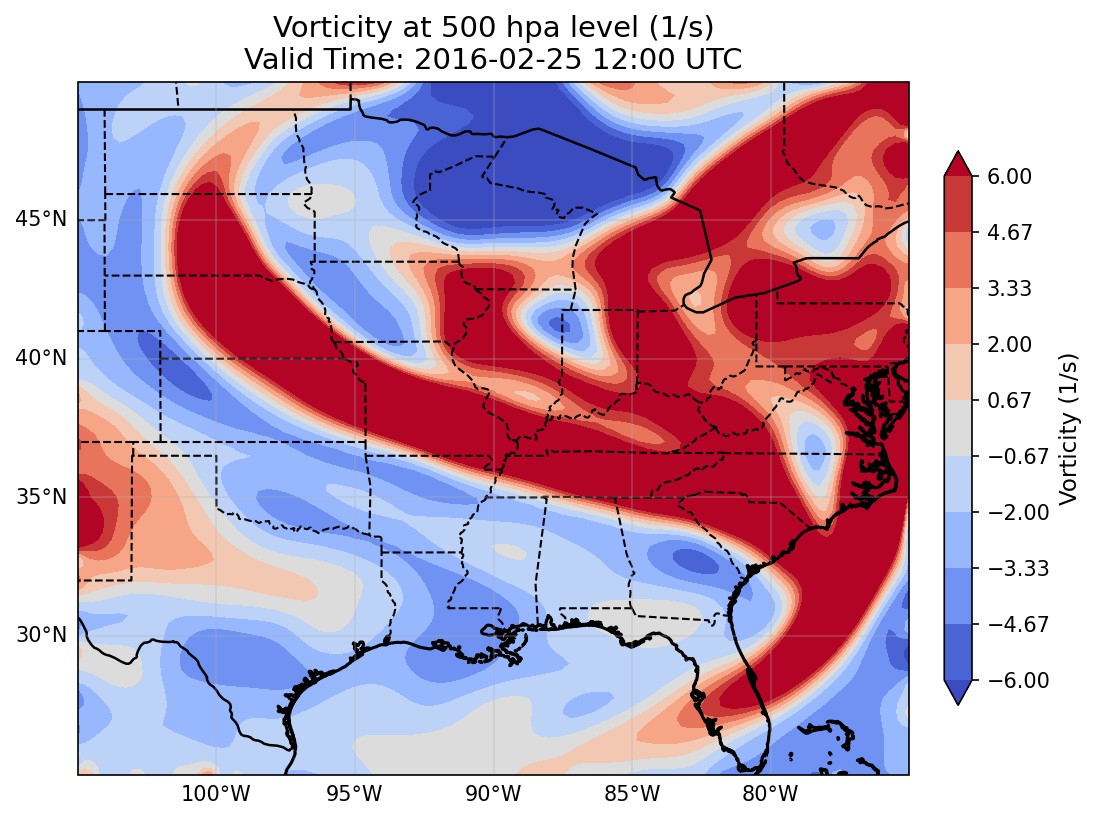 Vorticity at 500 hpa level (1/s)
Valid Time: 2016-02-25 12:00 UTC
45°N
40°N
35°N
30°N
100°W
95°W
90°W
85°W
80°W
6.00
4.67
3.33
2.00
0.67
−0.67
−2.00
−3.33
−4.67
−6.00
Vorticity (1/s)